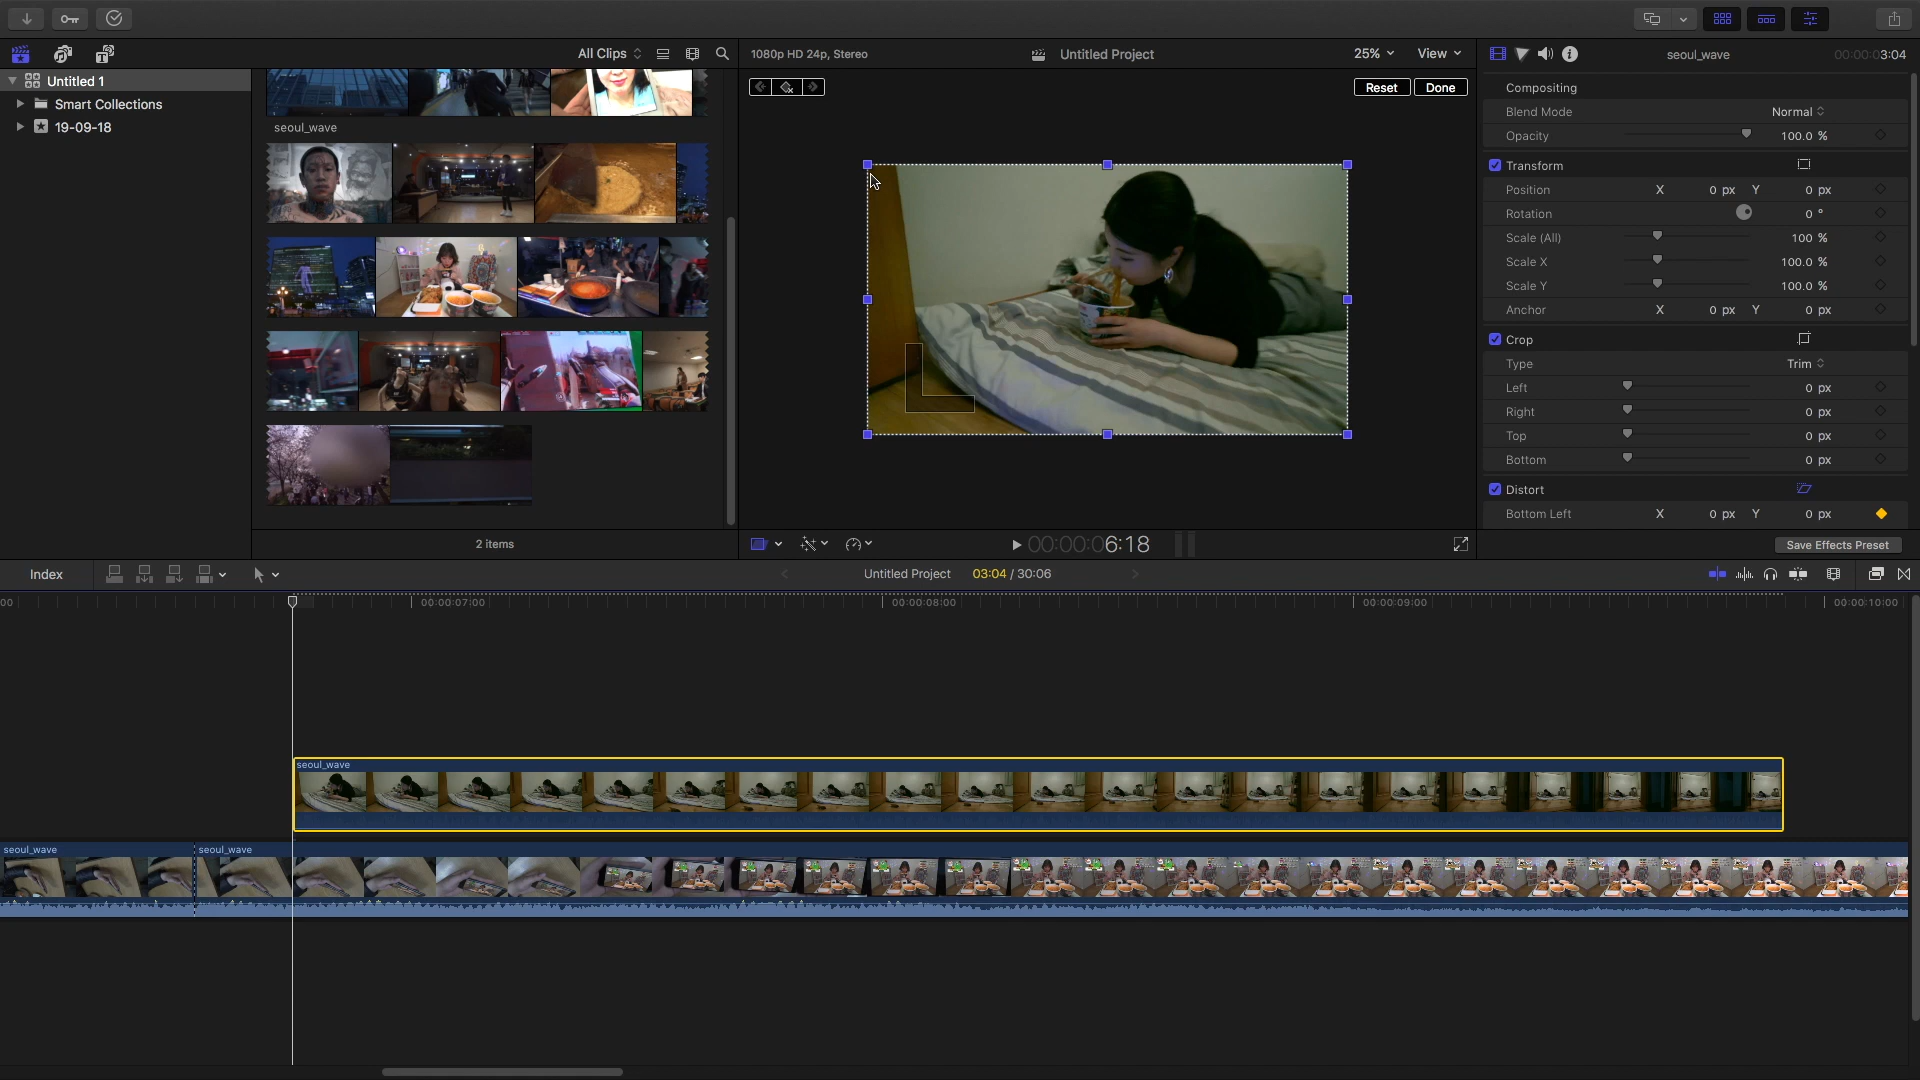 All Clips
1080p HD 24p, Stereo
Untitled Project
25%
View
seoul_wave
00:00:03:04
Untitled 1
Smart Collections
19-09-18
seoul_wave
Reset
Done
2 items
00:00:06:18
Compositing
Blend Mode
Normal
Opacity
100.0 %
Transform
Position X 0 px Y 0 px
Rotation 0 °
Scale (All) 100 %
Scale X 100.0 %
Scale Y 100.0 %
Anchor X 0 px Y 0 px
Crop
Type Trim
Left 0 px
Right 0 px
Top 0 px
Bottom 0 px
Distort
Bottom Left X 0 px Y 0 px
Save Effects Preset
Index
Untitled Project 03:04 / 30:06
00 00:00:07:00 00:00:08:00 00:00:09:00 00:00:10:00
seoul_wave
seoul_wave seoul_wave